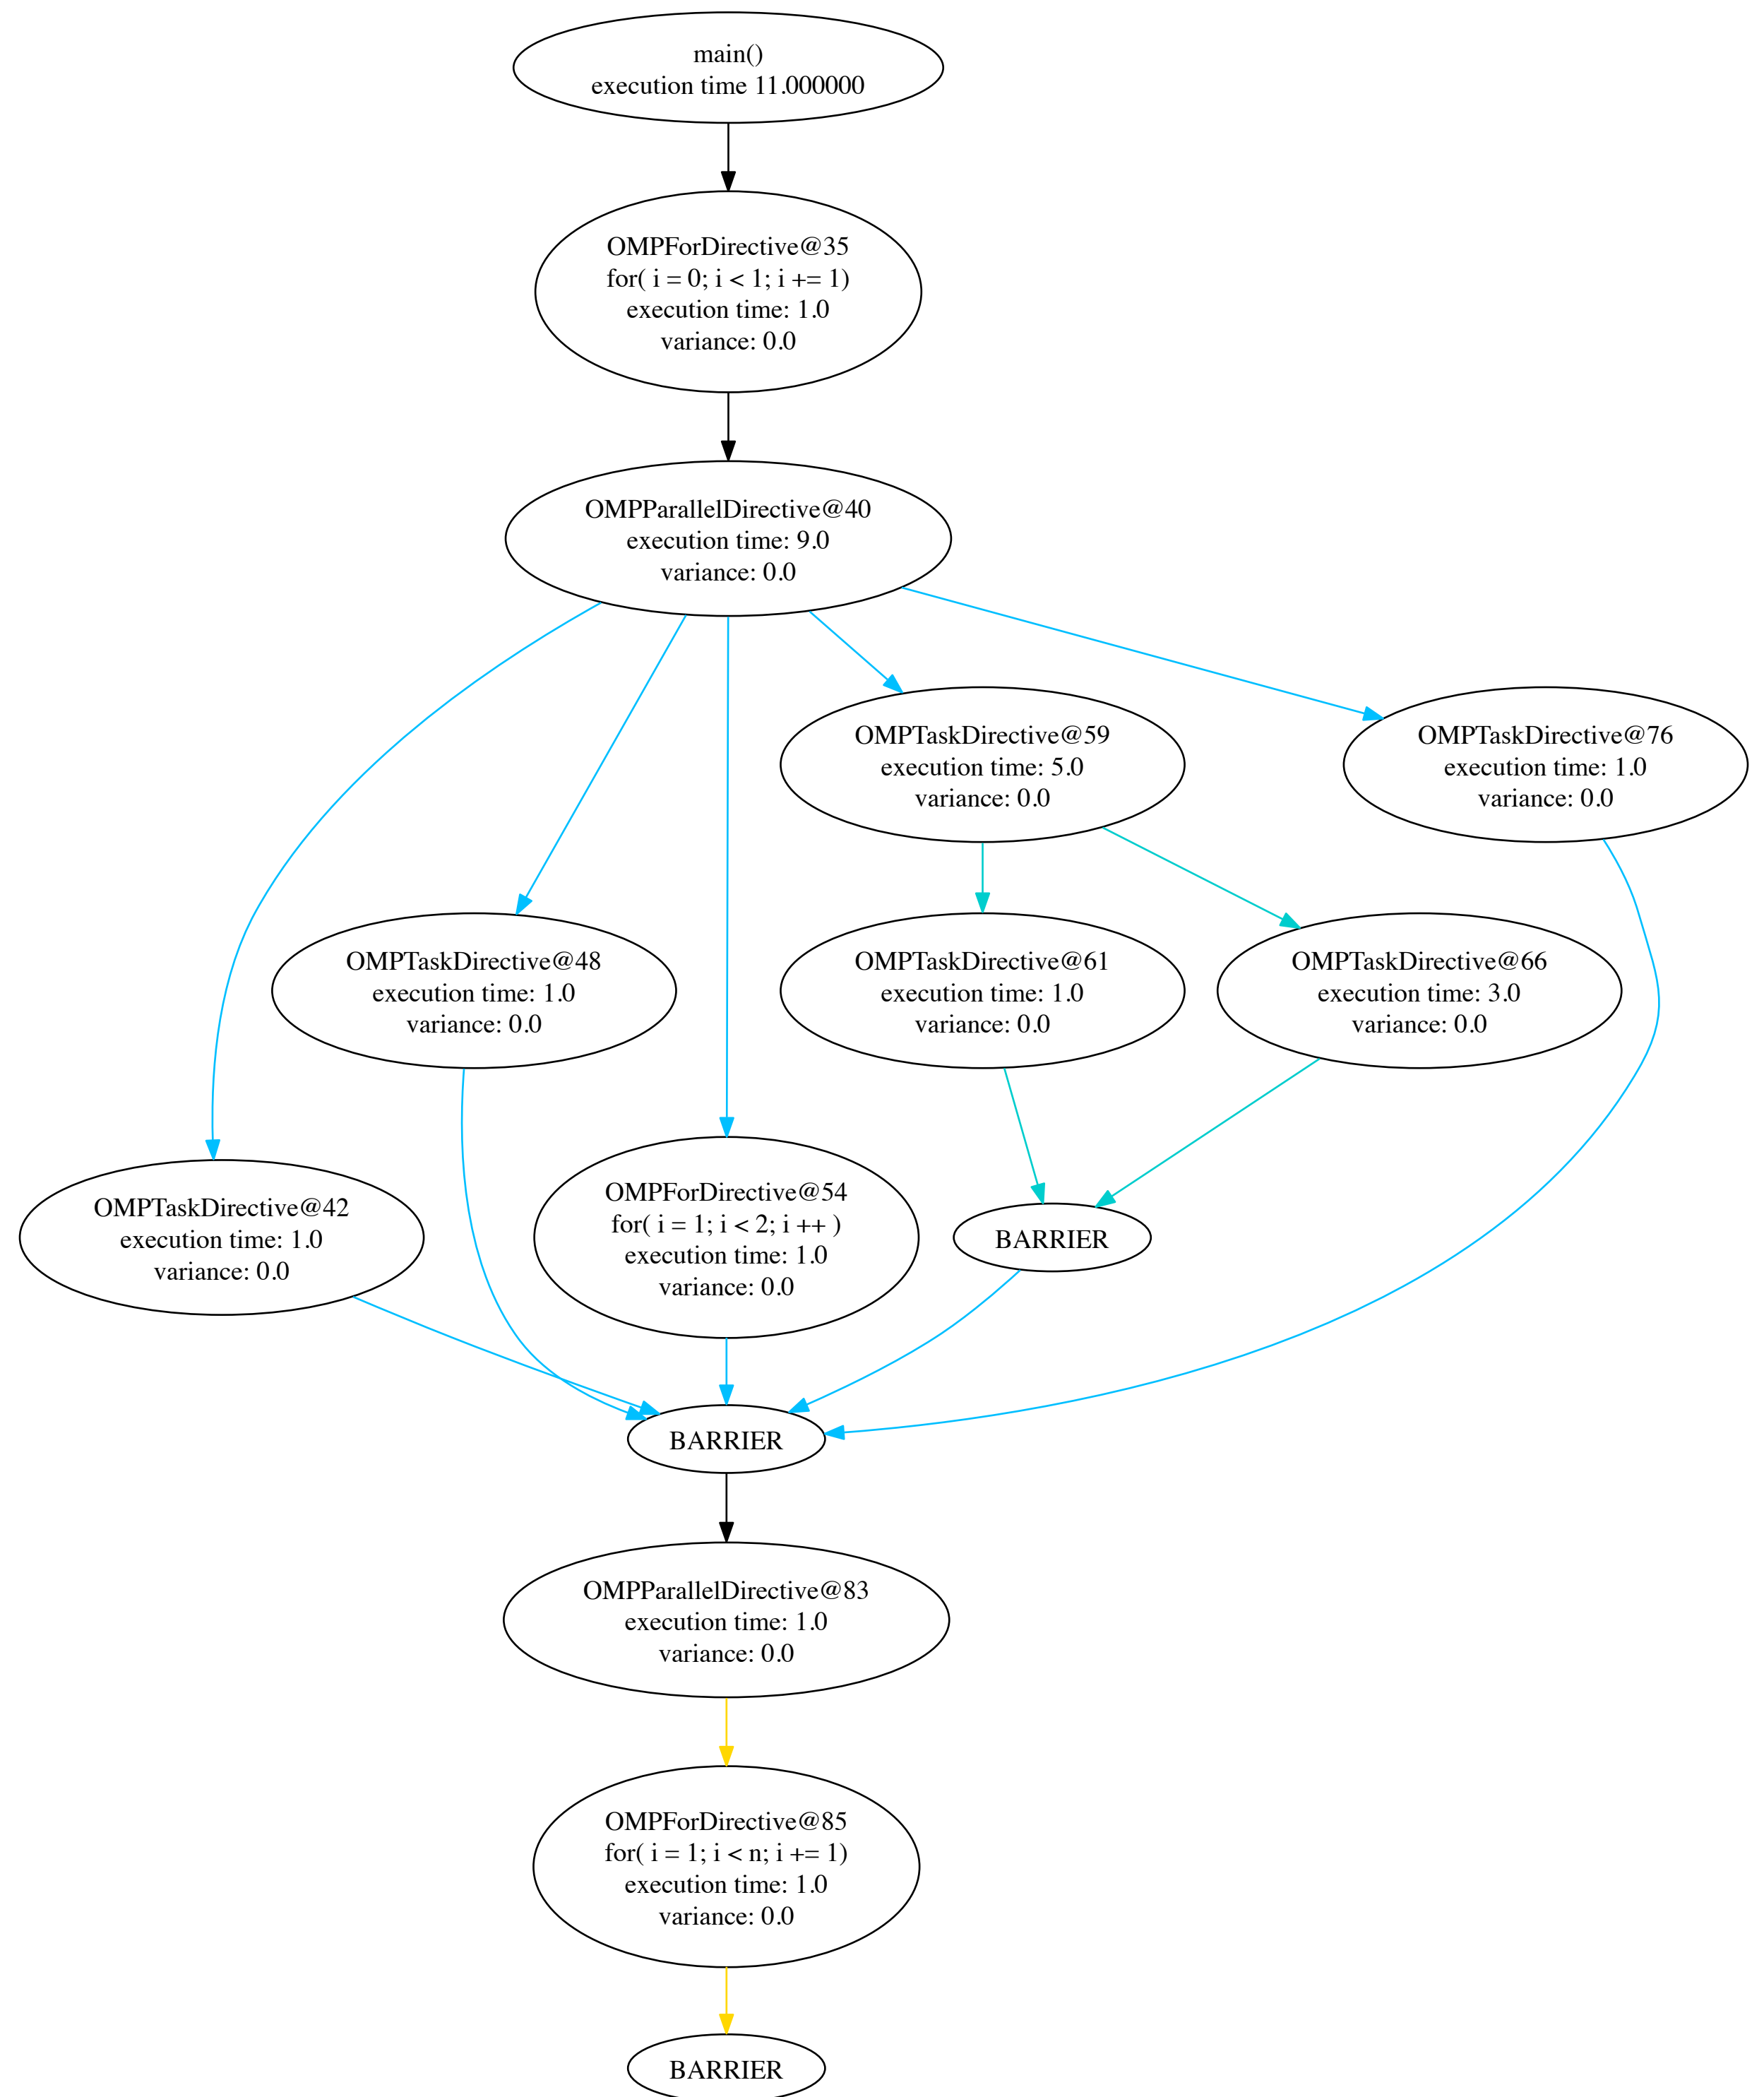 main()
execution time 11.000000
OMPForDirective@35
for( i = 0; i < 1; i += 1)
execution time: 1.0
variance: 0.0
OMPParallelDirective@40
execution time: 9.0
variance: 0.0
OMPTaskDirective@59
execution time: 5.0
variance: 0.0
OMPTaskDirective@76
execution time: 1.0
variance: 0.0
OMPTaskDirective@48
execution time: 1.0
variance: 0.0
OMPTaskDirective@61
execution time: 1.0
variance: 0.0
OMPTaskDirective@66
execution time: 3.0
variance: 0.0
OMPTaskDirective@42
execution time: 1.0
variance: 0.0
OMPForDirective@54
for( i = 1; i < 2; i ++ )
execution time: 1.0
variance: 0.0
BARRIER
BARRIER
OMPParallelDirective@83
execution time: 1.0
variance: 0.0
OMPForDirective@85
for( i = 1; i < n; i += 1)
execution time: 1.0
variance: 0.0
BARRIER